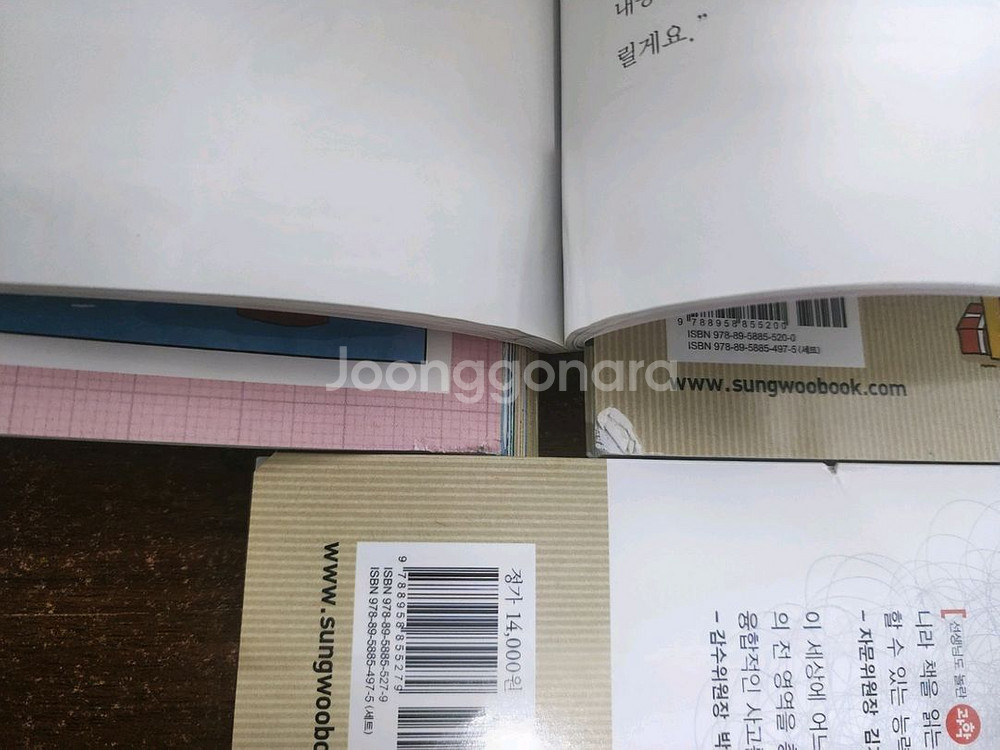 릴게요."
9 788958 855200
ISBN 978-89-5885-520-0
ISBN 978-89-5885-497-5 (세트)
www.sungwoobook.com
Joonggonara
정가 14,000원
9 788958 855279
ISBN 978-89-5885-527-9
ISBN 978-89-5885-497-5 (세트)
www.sungwoobo
[선생님도 놀란 과학
니라 책을 읽는
할 수 있는 능력
- 자문위원장 김
이 세상에 어느
의 전 영역을
융합적인 사고
- 감수위원장 박